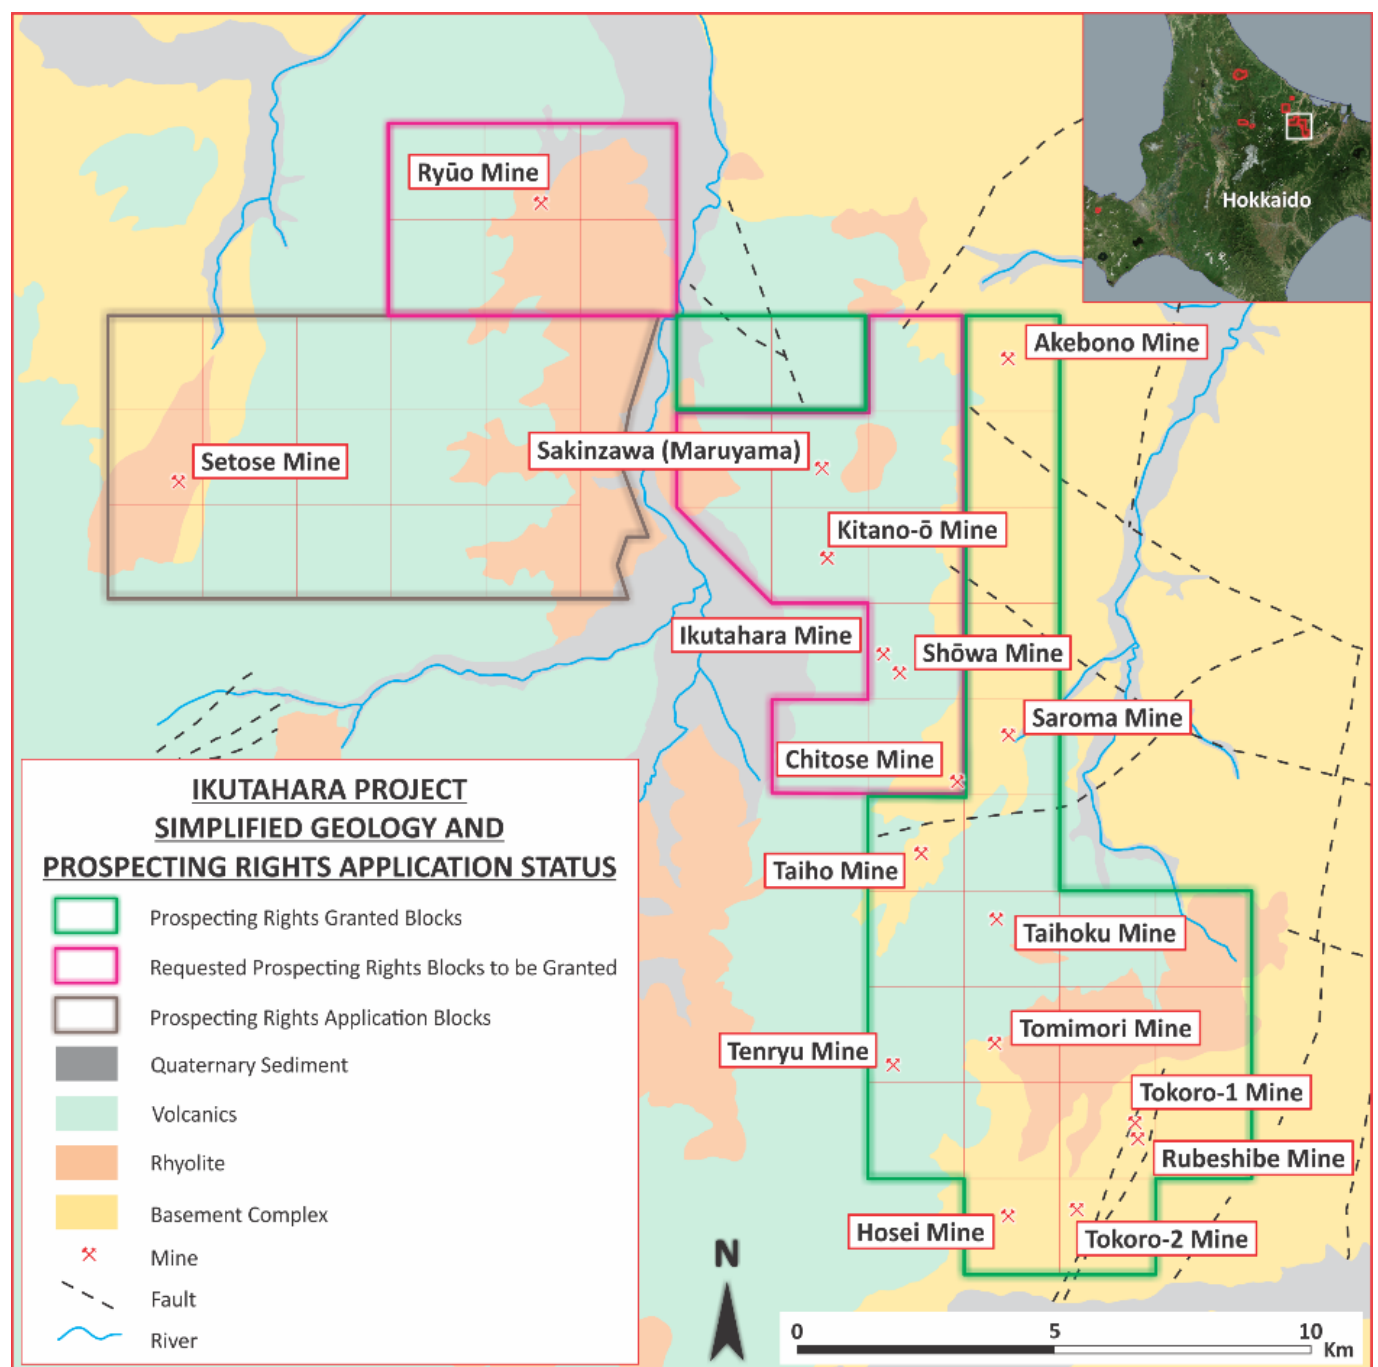 Hokkaido
Ryūo Mine
Akebono Mine
Sakinzawa (Maruyama)
Setose Mine
Kitano-ō Mine
Ikutahara Mine
Shōwa Mine
Saroma Mine
Chitose Mine
Taiho Mine
Taihoku Mine
Tomimori Mine
Tenryu Mine
Tokoro-1 Mine
Rubeshibe Mine
Hosei Mine
Tokoro-2 Mine
IKUTAHARA PROJECT
SIMPLIFIED GEOLOGY AND
PROSPECTING RIGHTS APPLICATION STATUS
Prospecting Rights Granted Blocks
Requested Prospecting Rights Blocks to be Granted
Prospecting Rights Application Blocks
Quaternary Sediment
Volcanics
Rhyolite
Basement Complex
Mine
Fault
River
N
0 5 10
Km